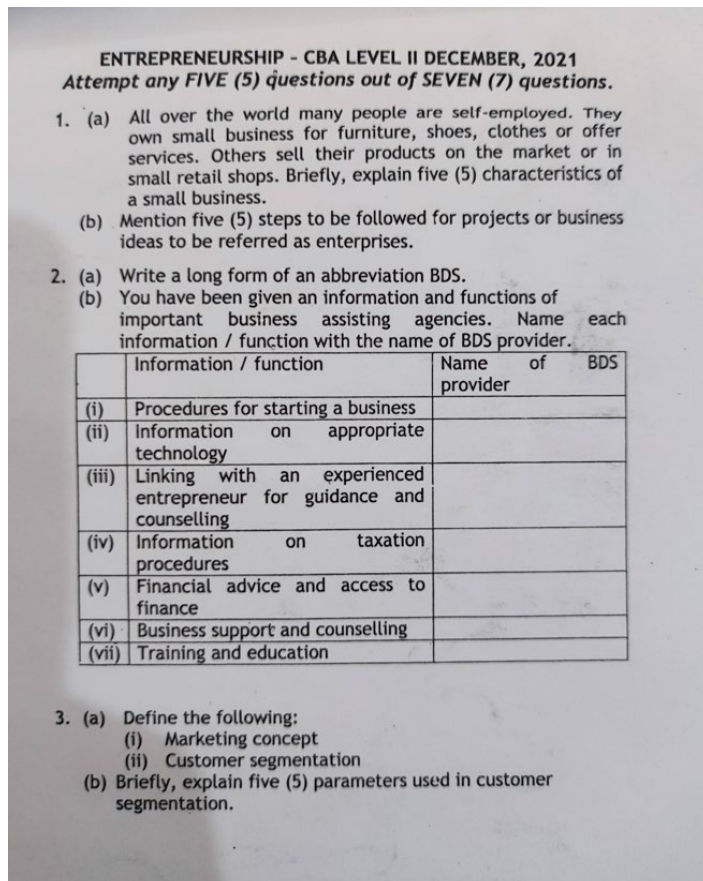 ENTREPRENEURSHIP - CBA LEVEL II DECEMBER, 2021
Attempt any FIVE (5) questions out of SEVEN (7) questions.
1. (a) All over the world many people are self-employed. They
own small business for furniture, shoes, clothes or offer
services. Others sell their products on the market or in
small retail shops. Briefly, explain five (5) characteristics of
a small business.
(b) Mention five (5) steps to be followed for projects or business
ideas to be referred as enterprises.
2. (a) Write a long form of an abbreviation BDS.
(b) You have been given an information and functions of
important business assisting agencies. Name each
information / function with the name of BDS provider.
Information / function Name of BDS
provider
(i) Procedures for starting a business
(ii) Information on appropriate
technology
(iii) Linking with an experienced
entrepreneur for guidance and
counselling
(iv) Information on taxation
procedures
(v) Financial advice and access to
finance
(vi) Business support and counselling
(vii) Training and education
3. (a) Define the following:
(i) Marketing concept
(ii) Customer segmentation
(b) Briefly, explain five (5) parameters used in customer
segmentation.